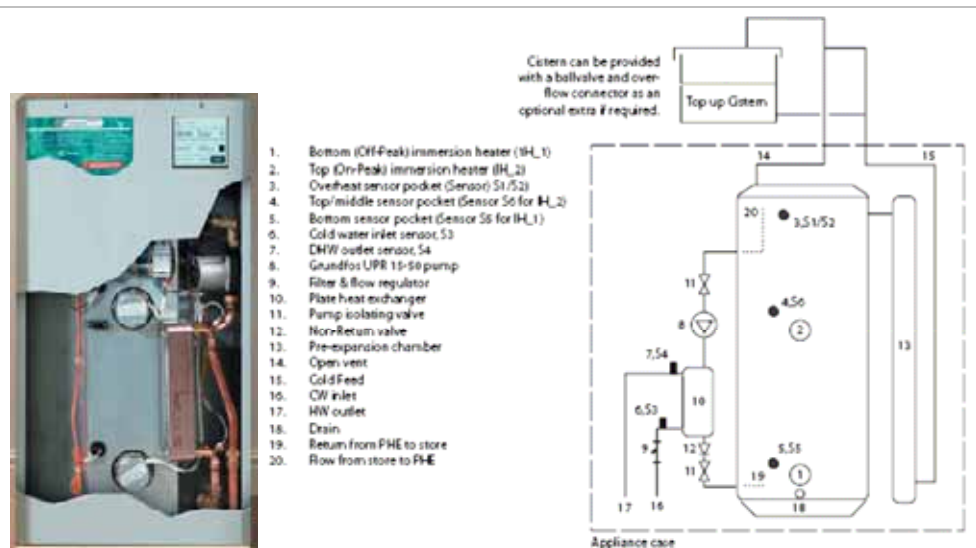 Cistern can be provided
with a ballvalve and over-
flow connector as an
optional extra if required.
Top up Cistern
1. Bottom (Off-Peak) immersion heater (IH_1)
2. Top (On-Peak) immersion heater (IH_2)
3. Overheat sensor pocket (Sensor) S1/S2)
4. Top/middle sensor pocket (Sensor S6 for IH_2)
5. Bottom sensor pocket (Sensor S5 for IH_1)
6. Cold water inlet sensor, S3
7. DHW outlet sensor, S4
8. Grundfos UPR 15-50 pump
9. Filter & flow regulator
10. Plate heat exchanger
11. Pump isolating valve
12. Non-Return valve
13. Pre-expansion chamber
14. Open vent
15. Cold Feed
16. CW inlet
17. HW outlet
18. Drain
19. Return from PHE to store
20. Flow from store to PHE
14
15
20
3,S1/S2
11
4,S6
8
2
13
7,S4
10
6,S3
9
12
5,S5
11
19
1
17
16
18
Appliance case